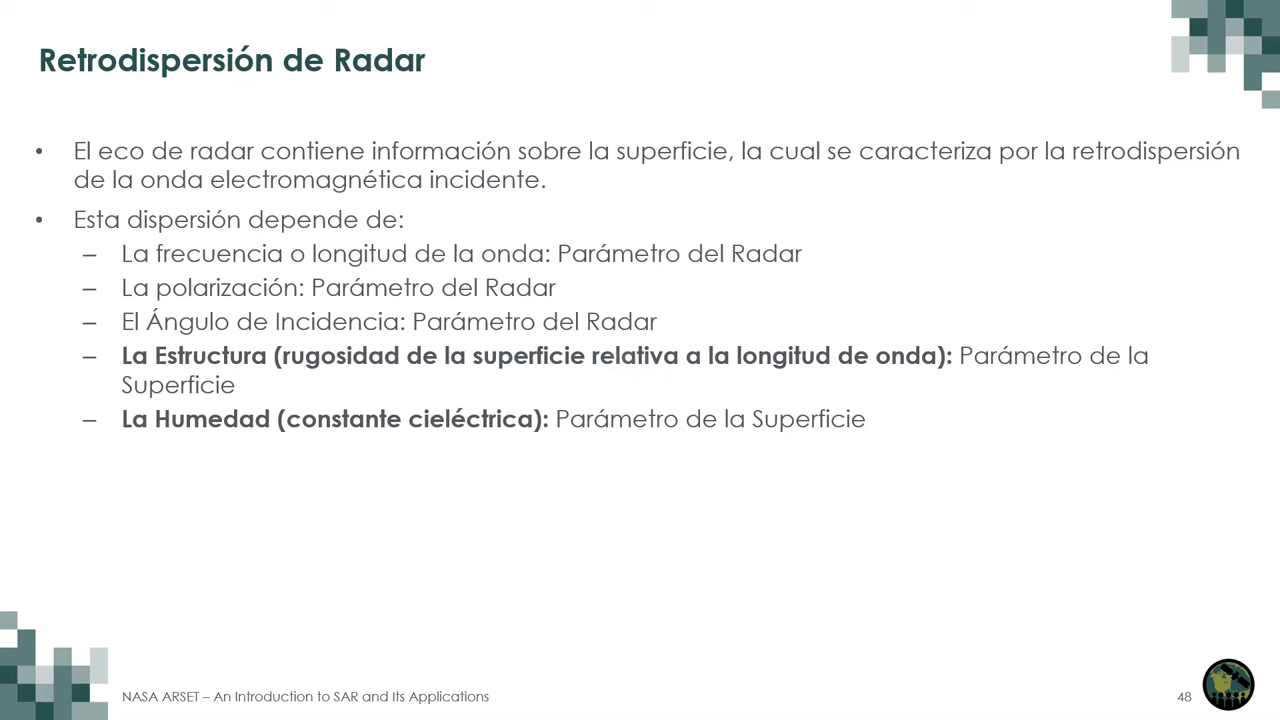 Retrodispersión de Radar
• El eco de radar contiene información sobre la superficie, la cual se caracteriza por la retrodispersión
de la onda electromagnética incidente.
• Esta dispersión depende de:
– La frecuencia o longitud de la onda: Parámetro del Radar
– La polarización: Parámetro del Radar
– El Ángulo de Incidencia: Parámetro del Radar
– La Estructura (rugosidad de la superficie relativa a la longitud de onda): Parámetro de la
Superficie
– La Humedad (constante cieléctrica): Parámetro de la Superficie
NASA ARSET – An Introduction to SAR and Its Applications
48